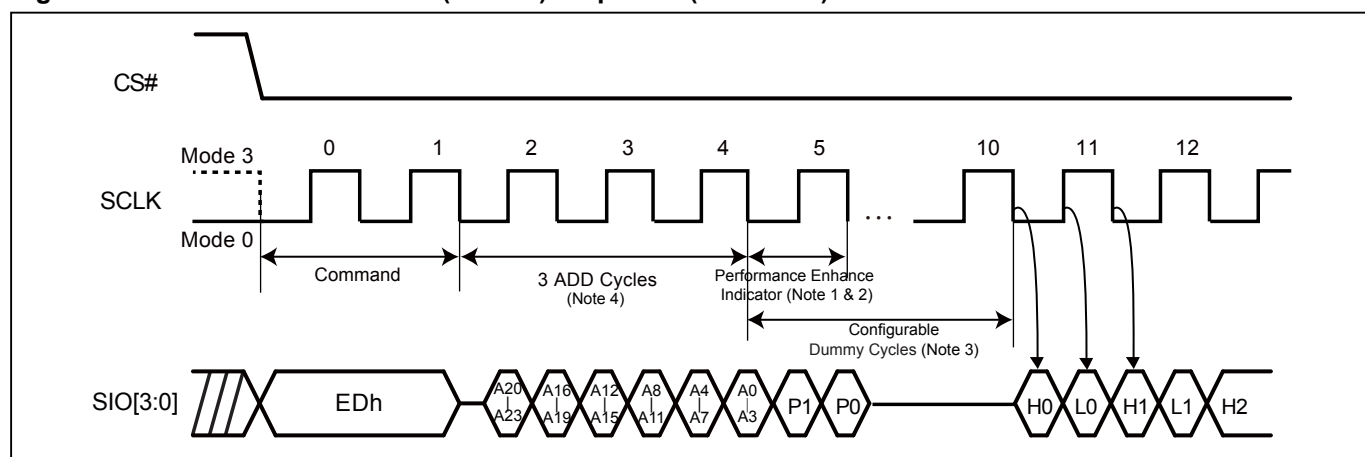 CS#
0 1 2 3 4 5 10 11 12
Mode 3
SCLK
...
Mode 0
Command
3 ADD Cycles
(Note 4)
Performance Enhance
Indicator (Note 1 & 2)
Configurable
Dummy Cycles (Note 3)
SIO[3:0]
EDh
A20 | A23
A16 | A19
A12 | A15
A8 | A11
A4 | A7
A0 | A3
P1
P0
H0
L0
H1
L1
H2